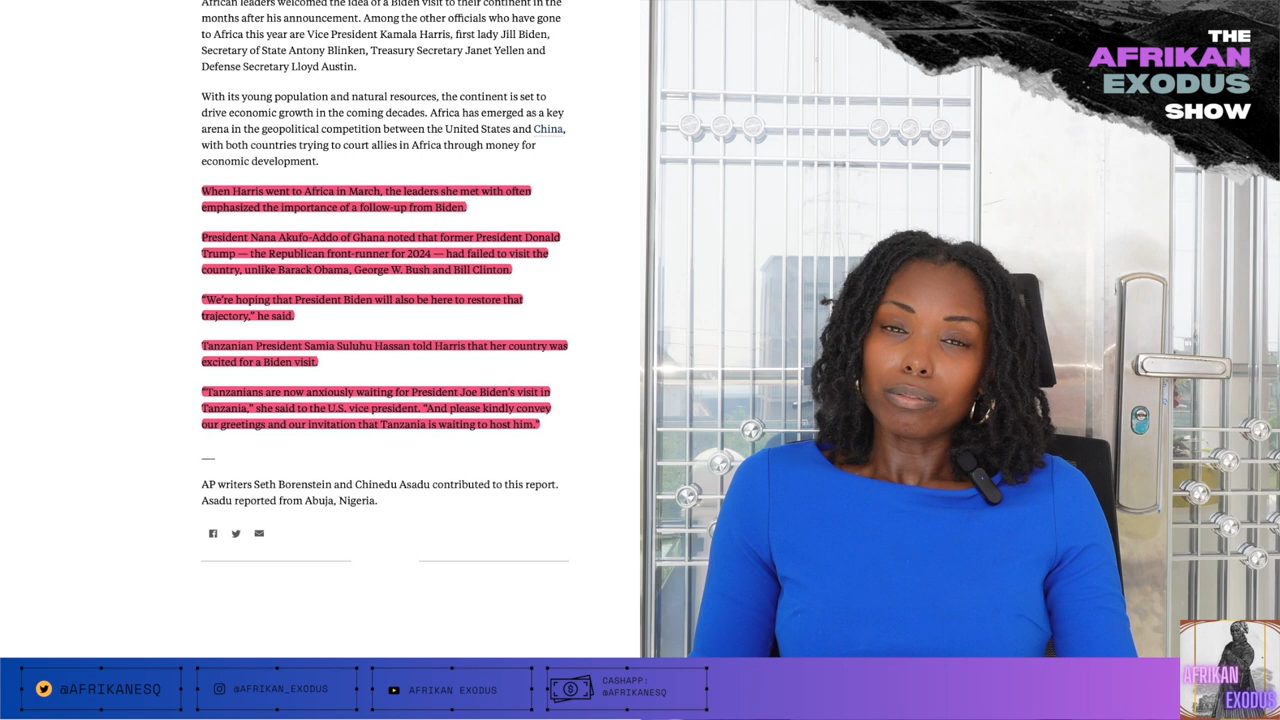 African leaders welcomed the idea of a Biden visit to their continent in the
months after his announcement. Among the other officials who have gone
to Africa this year are Vice President Kamala Harris, first lady Jill Biden,
Secretary of State Antony Blinken, Treasury Secretary Janet Yellen and
Defense Secretary Lloyd Austin.
With its young population and natural resources, the continent is set to
drive economic growth in the coming decades. Africa has emerged as a key
arena in the geopolitical competition between the United States and China,
with both countries trying to court allies in Africa through money for
economic development.
When Harris went to Africa in March, the leaders she met with often
emphasized the importance of a follow-up from Biden.
President Nana Akufo-Addo of Ghana noted that former President Donald
Trump — the Republican front-runner for 2024 — had failed to visit the
country, unlike Barack Obama, George W. Bush and Bill Clinton.
“We’re hoping that President Biden will also be here to restore that
trajectory,” he said.
Tanzanian President Samia Suluhu Hassan told Harris that her country was
excited for a Biden visit.
“Tanzanians are now anxiously waiting for President Joe Biden’s visit in
Tanzania,” she said to the U.S. vice president. “And please kindly convey
our greetings and our invitation that Tanzania is waiting to host him.”
AP writers Seth Borenstein and Chinedu Asadu contributed to this report.
Asadu reported from Abuja, Nigeria.
THE
AFRIKAN
EXODUS
SHOW
@AFRIKANESQ
@AFRIKAN_EXODUS
AFRIKAN EXODUS
CASHAPP:
@AFRIKANESQ
AFRIKAN
EXODUS